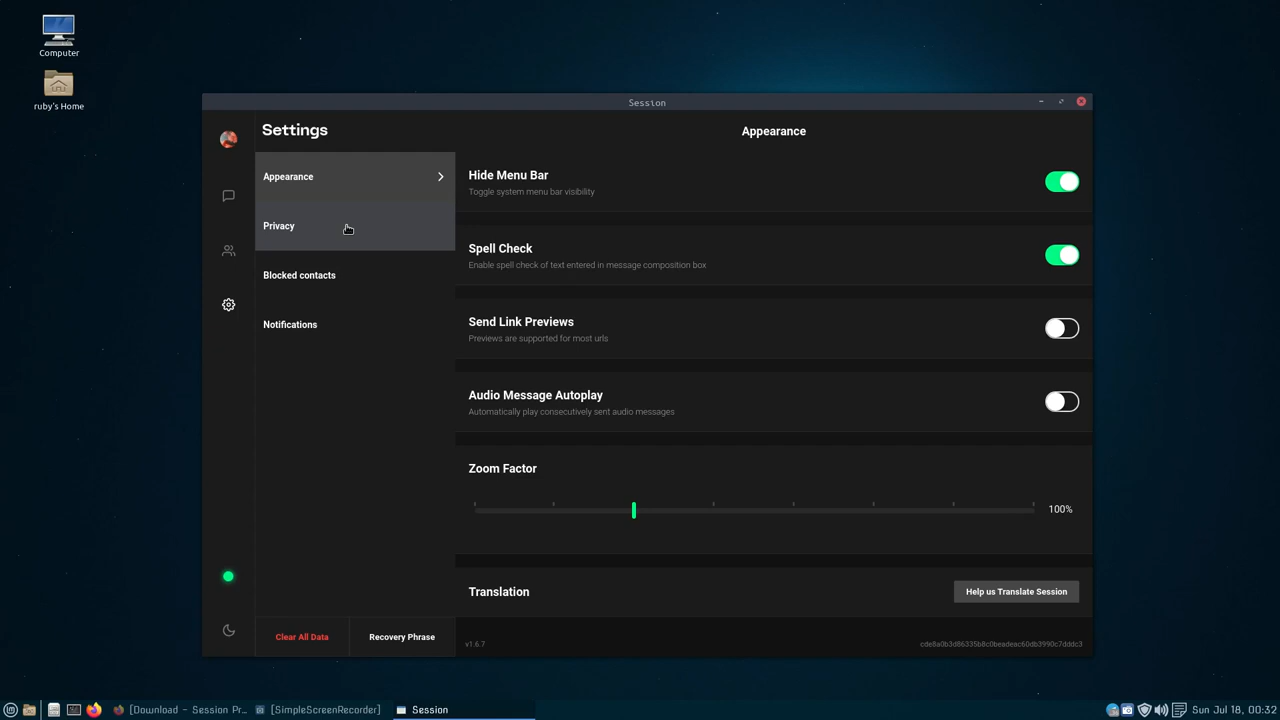 Computer
ruby's Home
Session
Settings
Appearance
Privacy
Blocked contacts
Notifications
Clear All Data
Recovery Phrase
Appearance
Hide Menu Bar
Toggle system menu bar visibility
Spell Check
Enable spell check of text entered in message composition box
Send Link Previews
Previews are supported for most urls
Audio Message Autoplay
Automatically play consecutively sent audio messages
Zoom Factor
100%
Translation
Help us Translate Session
v1.6.7
cde8a0b3d86335b8c0beadeac60db3990c7dddc3
[Download - Session Pr...
[SimpleScreenRecorder]
Session
Sun Jul 18, 00:32